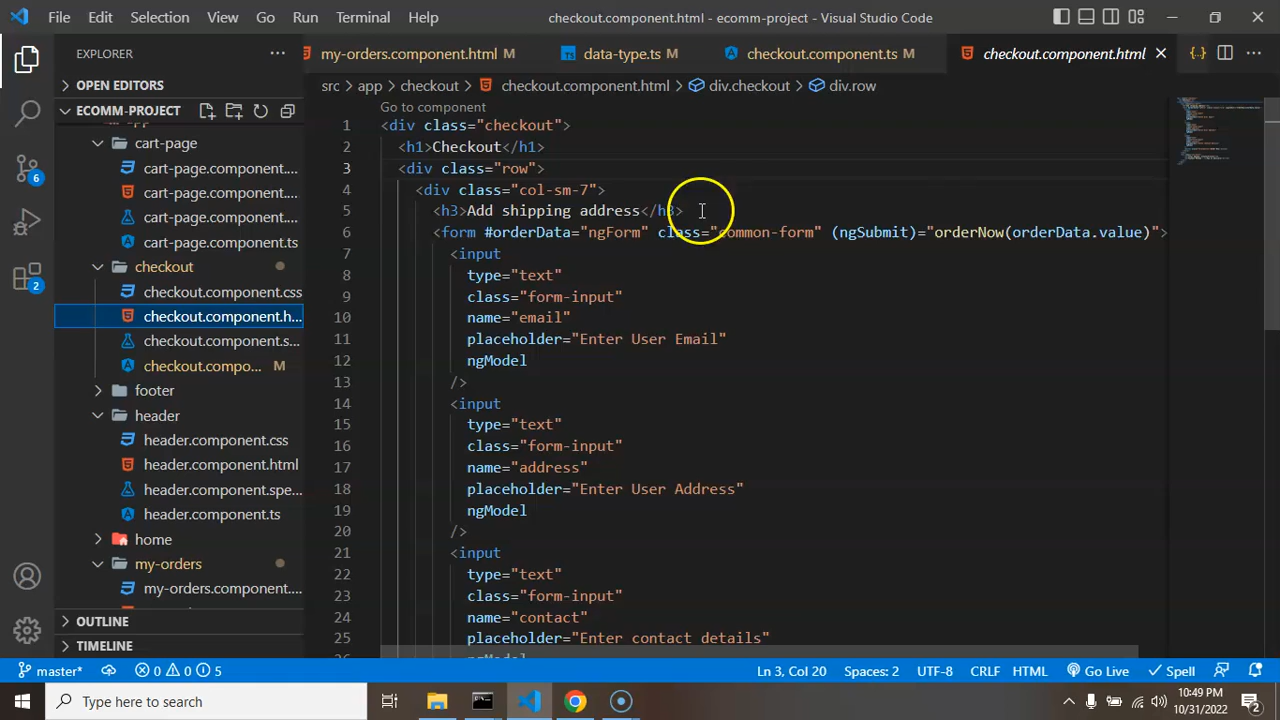 File Edit Selection View Go Run Terminal Help checkout.component.html - ecomm-project - Visual Studio Code
EXPLORER
my-orders.component.html M data-type.ts M checkout.component.ts M checkout.component.html
OPEN EDITORS
src > app > checkout > checkout.component.html > div.checkout > div.row
ECOMM-PROJECT
cart-page
cart-page.component....
cart-page.component....
cart-page.component....
cart-page.component.ts
checkout
checkout.component.css
checkout.component.h...
checkout.component.s...
checkout.compo... M
footer
header
header.component.css
header.component.html
header.component.spe...
header.component.ts
home
my-orders
my-orders.component....
OUTLINE
TIMELINE
6
2
Go to component
1 <div class="checkout">
2 <h1>Checkout</h1>
3 <div class="row">
4 <div class="col-sm-7">
5 <h3>Add shipping address</h3>
6 <form #orderData="ngForm" class="common-form" (ngSubmit)="orderNow(orderData.value)">
7 <input
8 type="text"
9 class="form-input"
10 name="email"
11 placeholder="Enter User Email"
12 ngModel
13 />
14 <input
15 type="text"
16 class="form-input"
17 name="address"
18 placeholder="Enter User Address"
19 ngModel
20 />
21 <input
22 type="text"
23 class="form-input"
24 name="contact"
25 placeholder="Enter contact details"
26 ngModel
master* 0 0 5 Ln 3, Col 20 Spaces: 2 UTF-8 CRLF HTML Go Live Spell
Type here to search
10:49 PM
10/31/2022
2